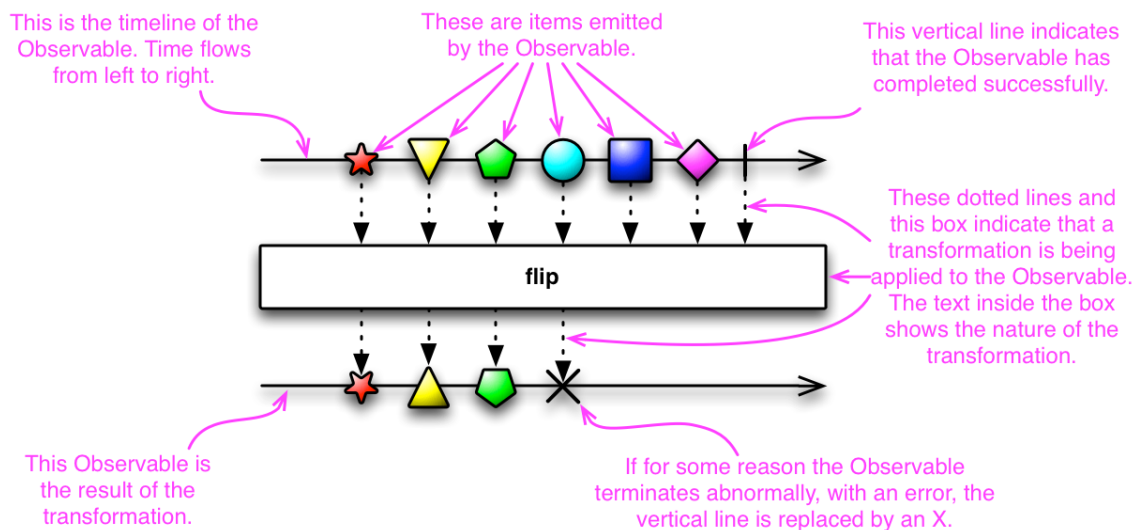 This is the timeline of the
Observable. Time flows
from left to right.
These are items emitted
by the Observable.
This vertical line indicates
that the Observable has
completed successfully.
These dotted lines and
this box indicate that a
transformation is being
applied to the Observable.
The text inside the box
shows the nature of the
transformation.
flip
This Observable is
the result of the
transformation.
If for some reason the Observable
terminates abnormally, with an error, the
vertical line is replaced by an X.